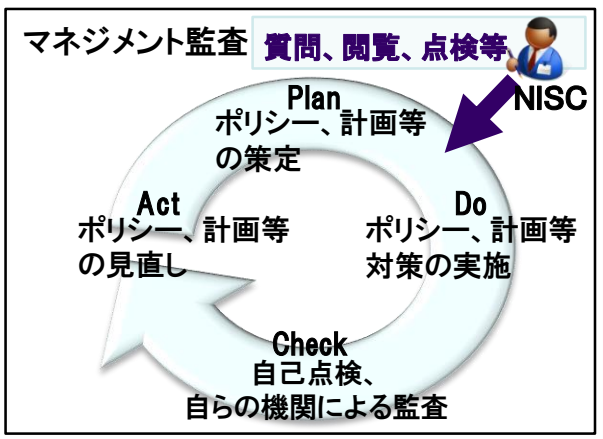 マネジメント監査
質問、閲覧、点検等
NISC
Plan
ポリシー、計画等
の策定
Act
ポリシー、計画等
の見直し
Do
ポリシー、計画等
対策の実施
Check
自己点検、
自らの機関による監査